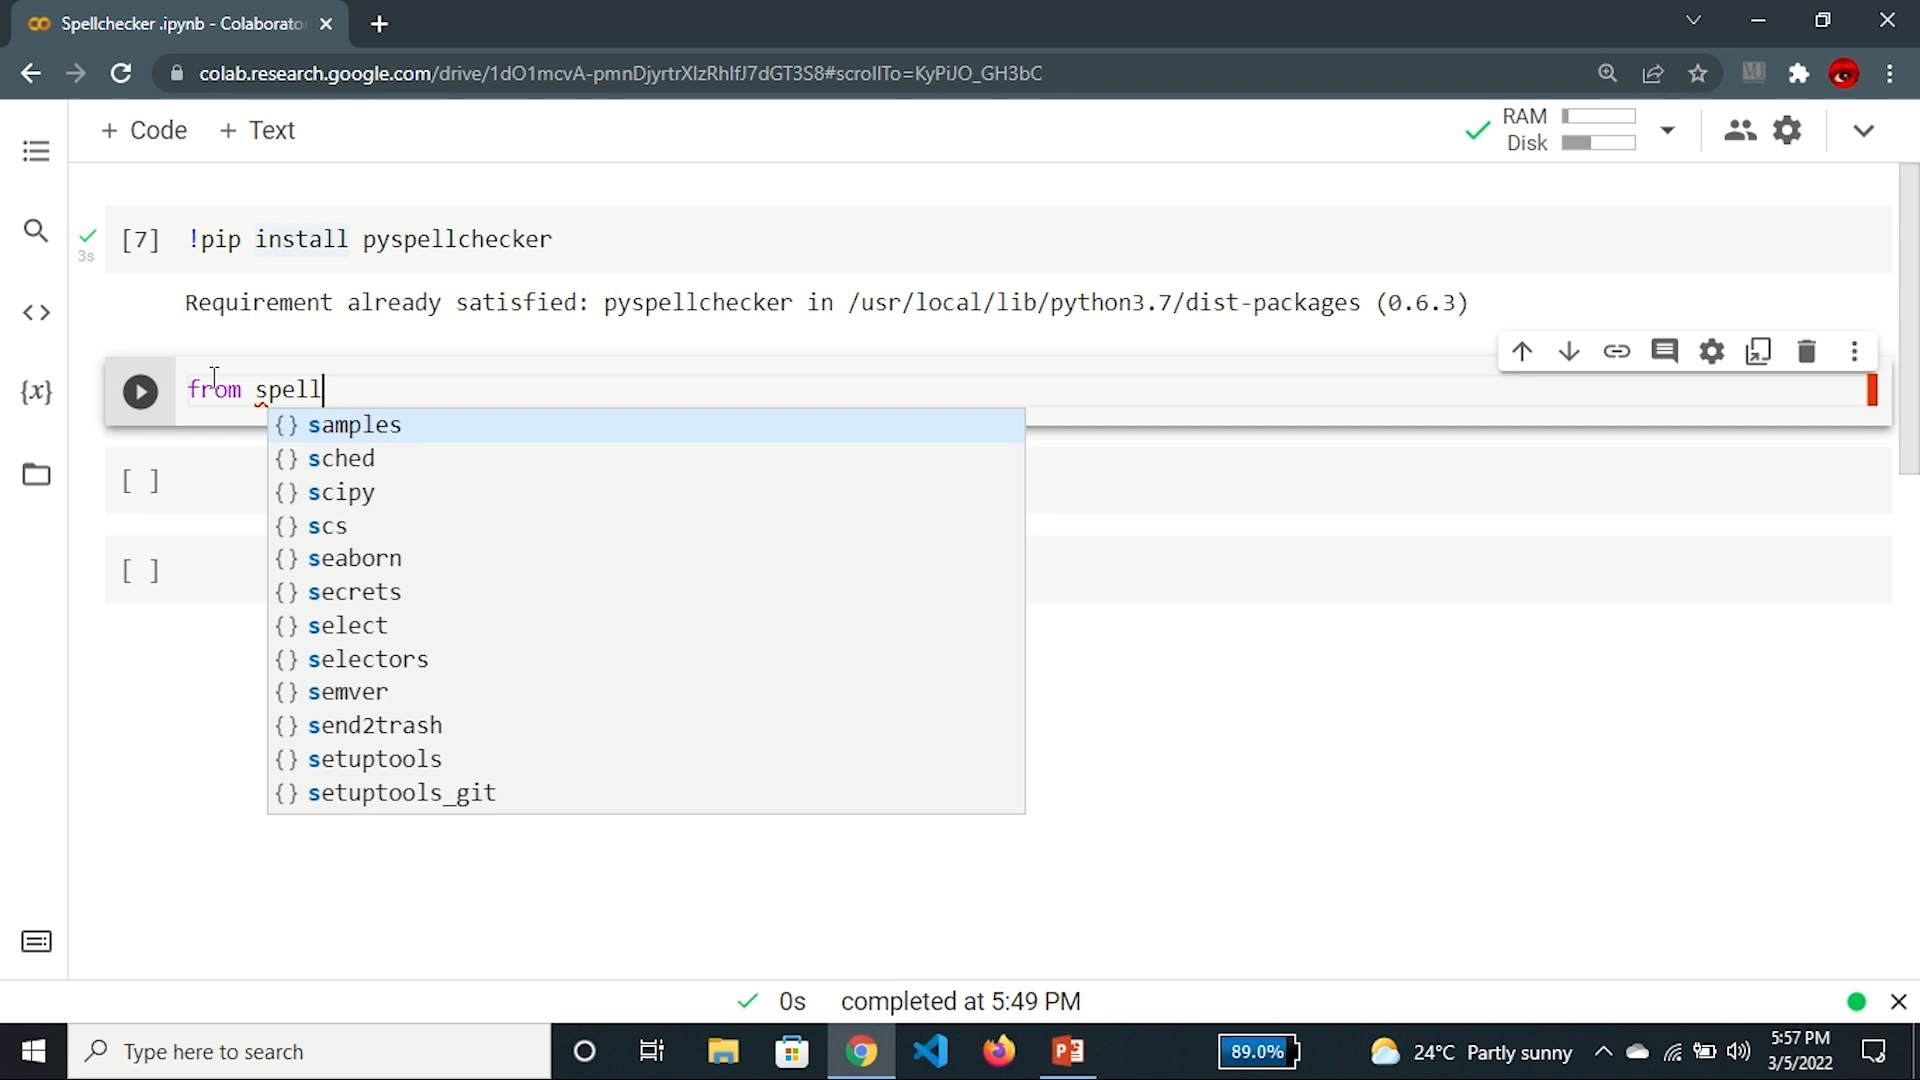 Spellchecker .ipynb - Colaborato
colab.research.google.com/drive/1dO1mcvA-pmnDjyrtrXIzRhIfJ7dGT3S8#scrollTo=KyPiJO_GH3bC
+ Code + Text
RAM
Disk
[7] !pip install pyspellchecker
3s
Requirement already satisfied: pyspellchecker in /usr/local/lib/python3.7/dist-packages (0.6.3)
from spell
{} samples
{} sched
{} scipy
{} scs
{} seaborn
{} secrets
{} select
{} selectors
{} semver
{} send2trash
{} setuptools
{} setuptools_git
[ ]
[ ]
{x}
0s completed at 5:49 PM
Type here to search
89.0%
24°C Partly sunny
5:57 PM
3/5/2022